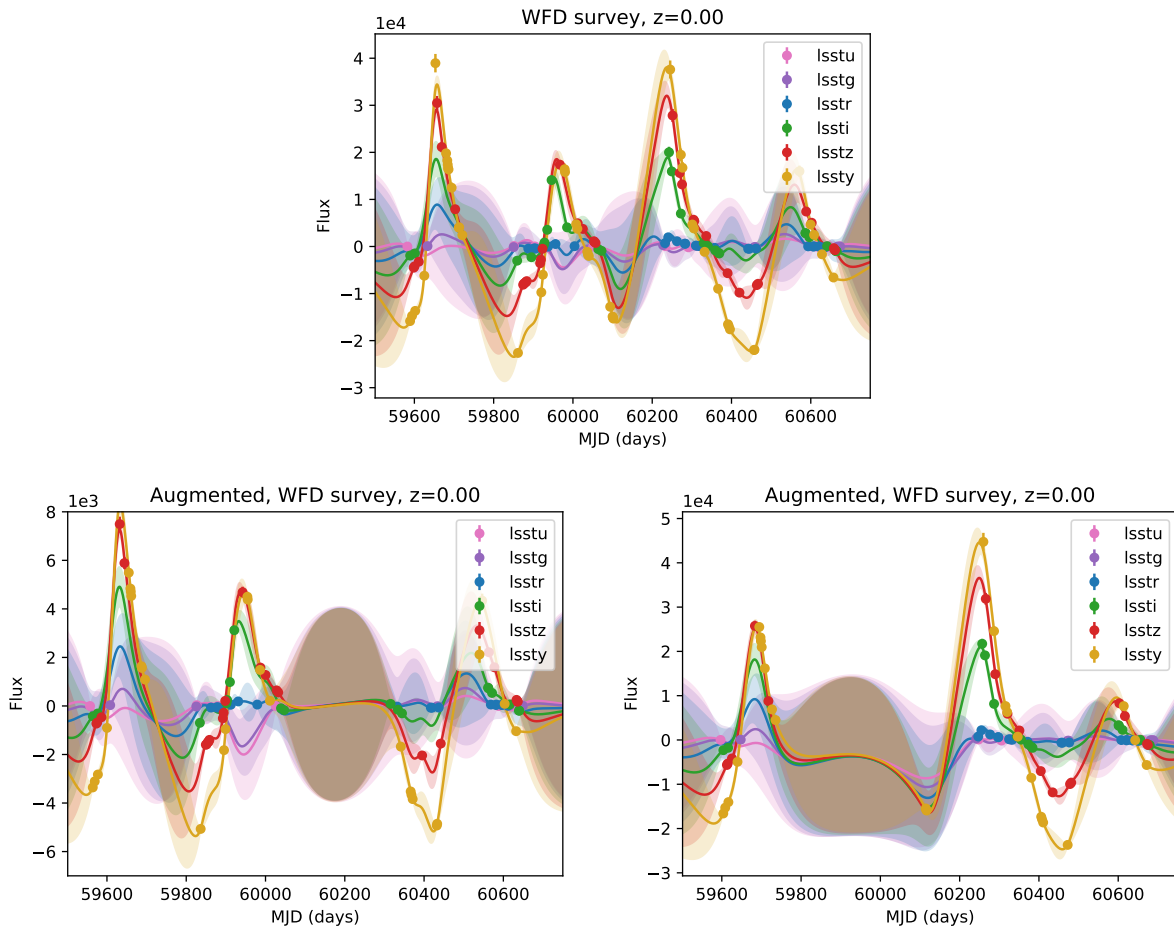 WFD survey, z=0.00
1e4
4
3
2
1
0
−1
−2
−3
Flux
59600 59800 60000 60200 60400 60600
MJD (days)
lsstu
lsstg
lsstr
lssti
lsstz
lssty
Augmented, WFD survey, z=0.00
1e3
8
6
4
2
0
−2
−4
−6
Flux
59600 59800 60000 60200 60400 60600
MJD (days)
lsstu
lsstg
lsstr
lssti
lsstz
lssty
Augmented, WFD survey, z=0.00
1e4
5
4
3
2
1
0
−1
−2
−3
Flux
59600 59800 60000 60200 60400 60600
MJD (days)
lsstu
lsstg
lsstr
lssti
lsstz
lssty